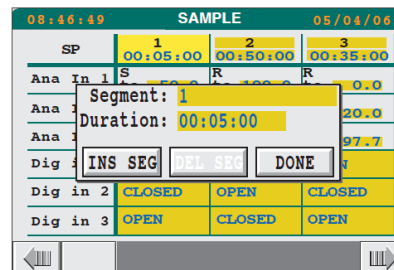 08:46:49 SAMPLE 05/04/06
SP 1 2 3
00:05:00 00:50:00 00:35:00
Ana In 1 S R R 0.0
Segment: 1
Ana 20.0
Duration: 00:05:00
Ana 97.7
Dig
INS SEG DEL SEG DONE
Dig in 2 CLOSED OPEN CLOSED
Dig in 3 OPEN CLOSED OPEN